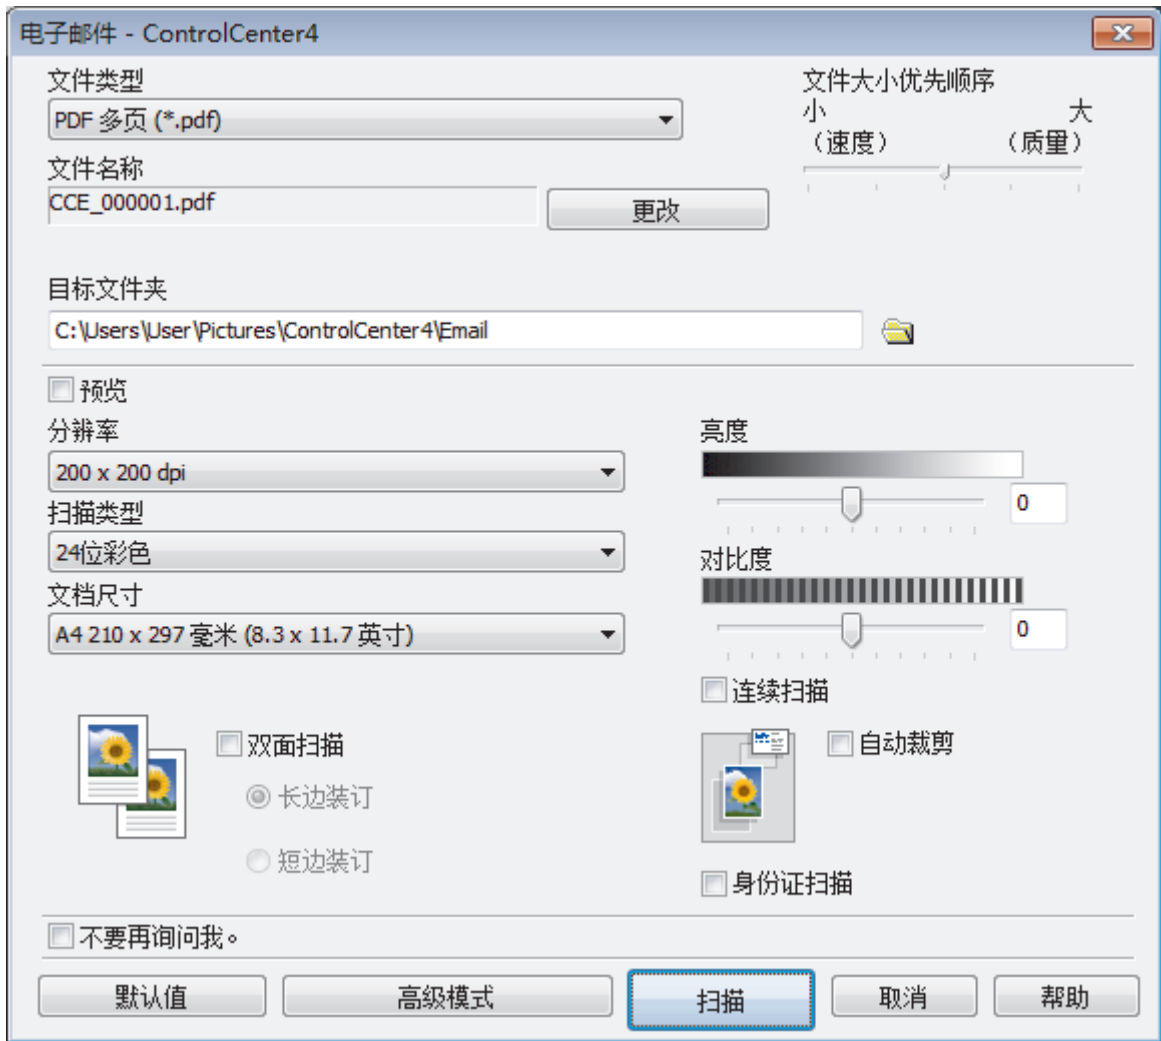 电子邮件 - ControlCenter4
文件类型
PDF 多页 (*.pdf)
文件大小优先顺序
小 大
（速度） （质量）
文件名称
CCE_000001.pdf
更改
目标文件夹
C:\Users\User\Pictures\ControlCenter4\Email
预览
分辨率
200 x 200 dpi
扫描类型
24位彩色
文档尺寸
A4 210 x 297 毫米 (8.3 x 11.7 英寸)
亮度
0
对比度
0
连续扫描
双面扫描
长边装订
短边装订
自动裁剪
身份证扫描
不要再询问我。
默认值 高级模式 扫描 取消 帮助